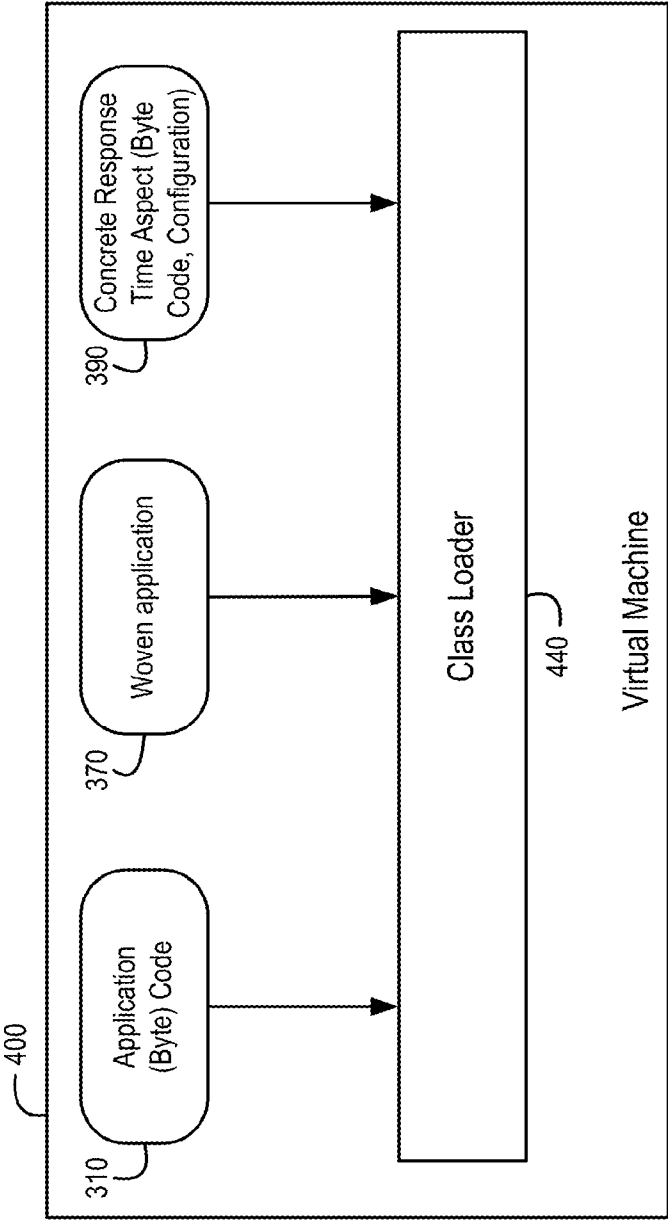 400
310
Application
(Byte) Code
370
Woven application
390
Concrete Response
Time Aspect (Byte
Code, Configuration)
Class Loader
440
Virtual Machine